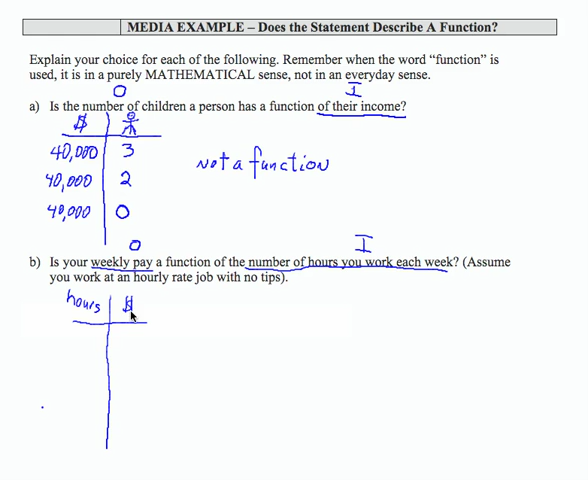 MEDIA EXAMPLE – Does the Statement Describe A Function?
Explain your choice for each of the following. Remember when the word “function” is
used, it is in a purely MATHEMATICAL sense, not in an everyday sense.
O I
a) Is the number of children a person has a function of their income?
$
40,000 3
40,000 2
40,000 0
Not a function
O I
b) Is your weekly pay a function of the number of hours you work each week? (Assume
you work at an hourly rate job with no tips).
hours $